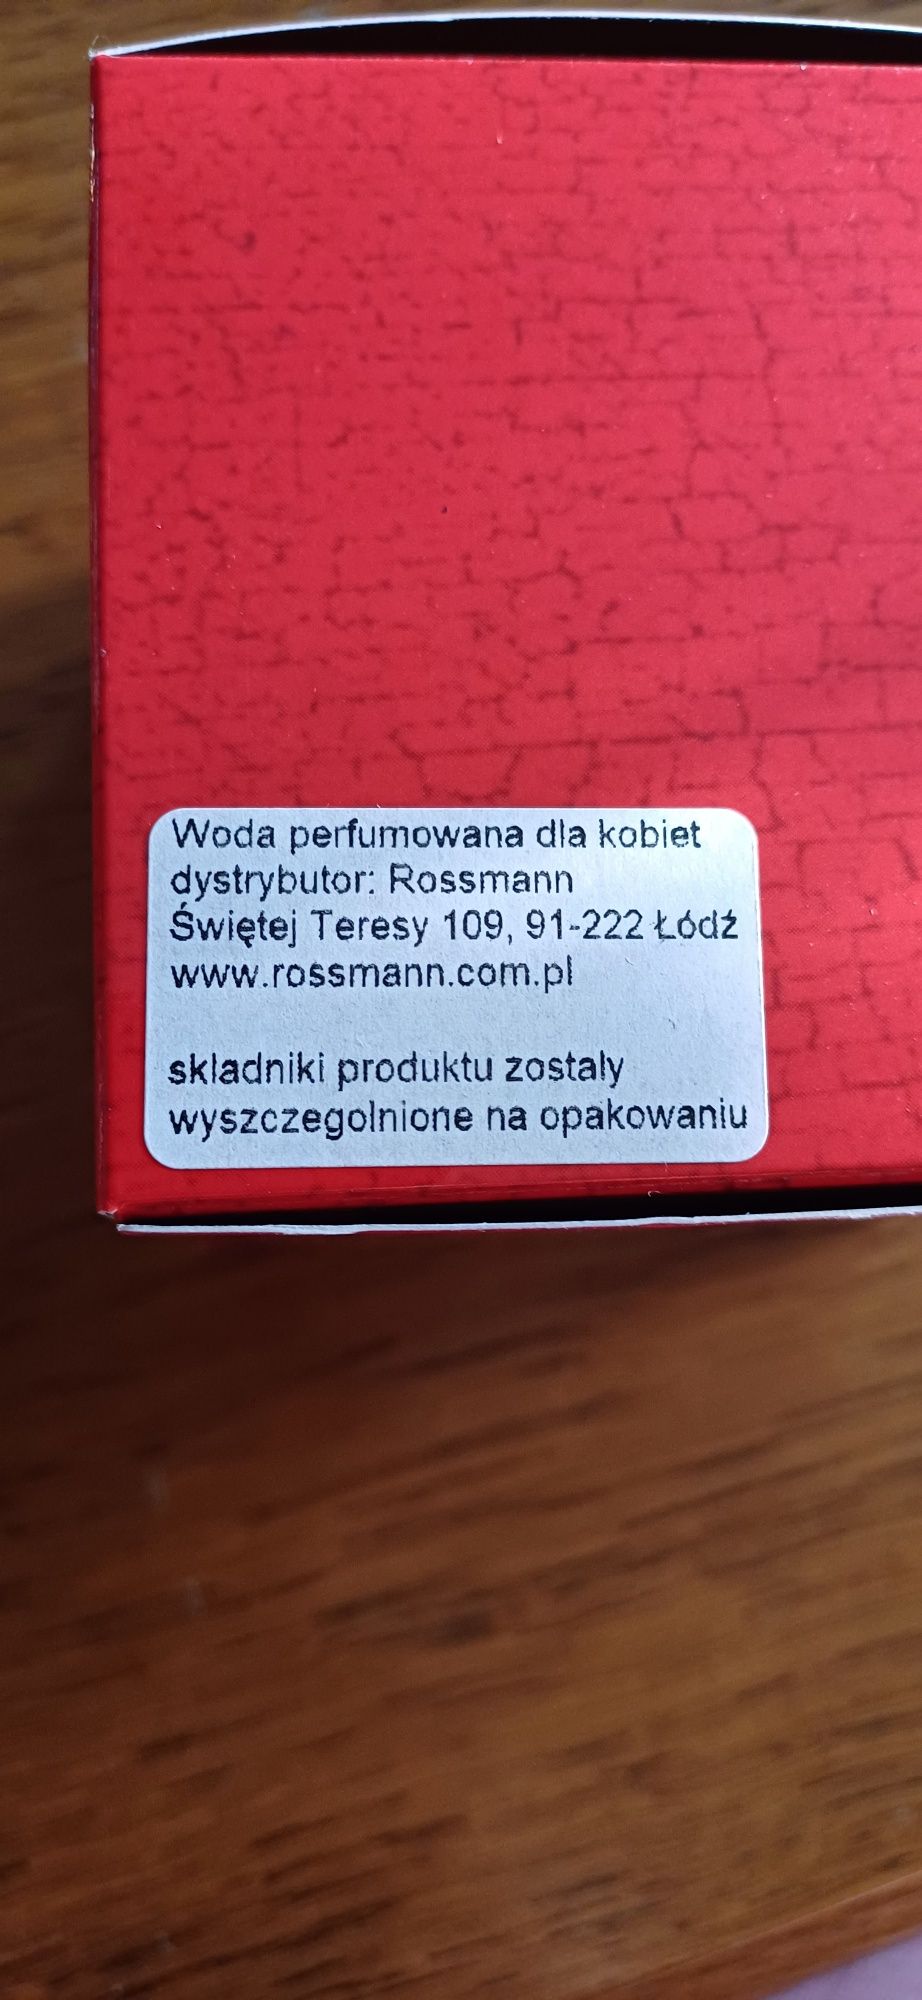 Woda perfumowana dla kobiet
dystrybutor: Rossmann
Świętej Teresy 109, 91-222 Łódź
www.rossmann.com.pl
skladniki produktu zostaly
wyszczegolnione na opakowaniu